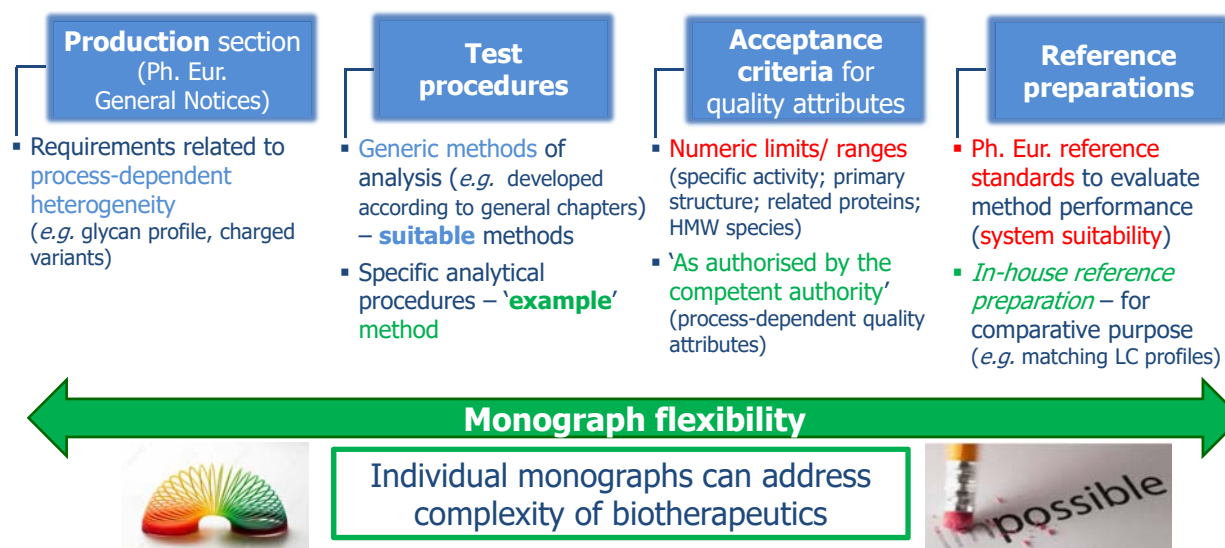 Production section
(Ph. Eur.
General Notices)
▪ Requirements related to
process-dependent
heterogeneity
(e.g. glycan profile, charged
variants)
Test
procedures
▪ Generic methods of
analysis (e.g. developed
according to general chapters)
– suitable methods
▪ Specific analytical
procedures – ‘example’
method
Acceptance
criteria for
quality attributes
▪ Numeric limits/ ranges
(specific activity; primary
structure; related proteins;
HMW species)
▪ ‘As authorised by the
competent authority’
(process-dependent quality
attributes)
Reference
preparations
▪ Ph. Eur. reference
standards to evaluate
method performance
(system suitability)
▪ In-house reference
preparation – for
comparative purpose
(e.g. matching LC profiles)
Monograph flexibility
Individual monographs can address
complexity of biotherapeutics
possible